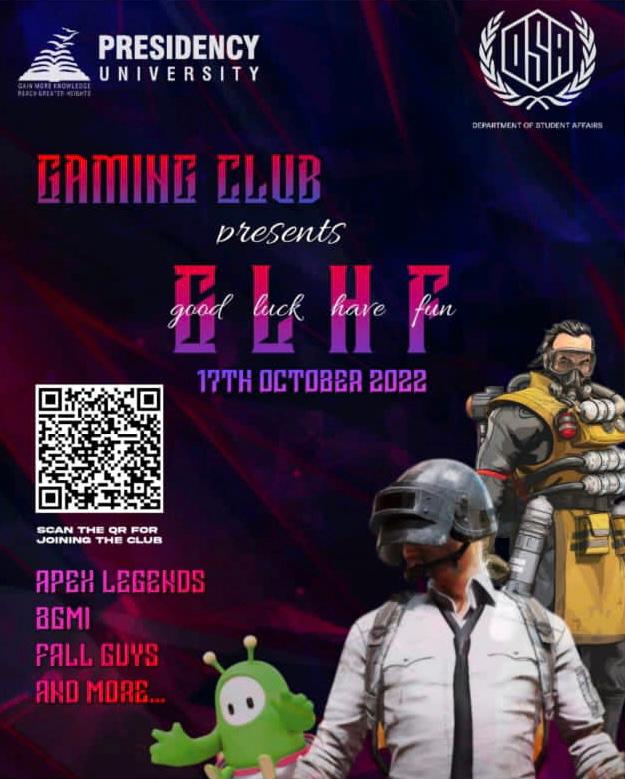 PRESIDENCY
UNIVERSITY
GAIN MORE KNOWLEDGE
REACH GREATER HEIGHTS
DSA
DEPARTMENT OF STUDENT AFFAIRS
GAMING CLUB
presents
G L H F
good luck have fun
17TH OCTOBER 2022
SCAN THE QR FOR
JOINING THE CLUB
APEX LEGENDS
BGMI
FALL GUYS
AND MORE...